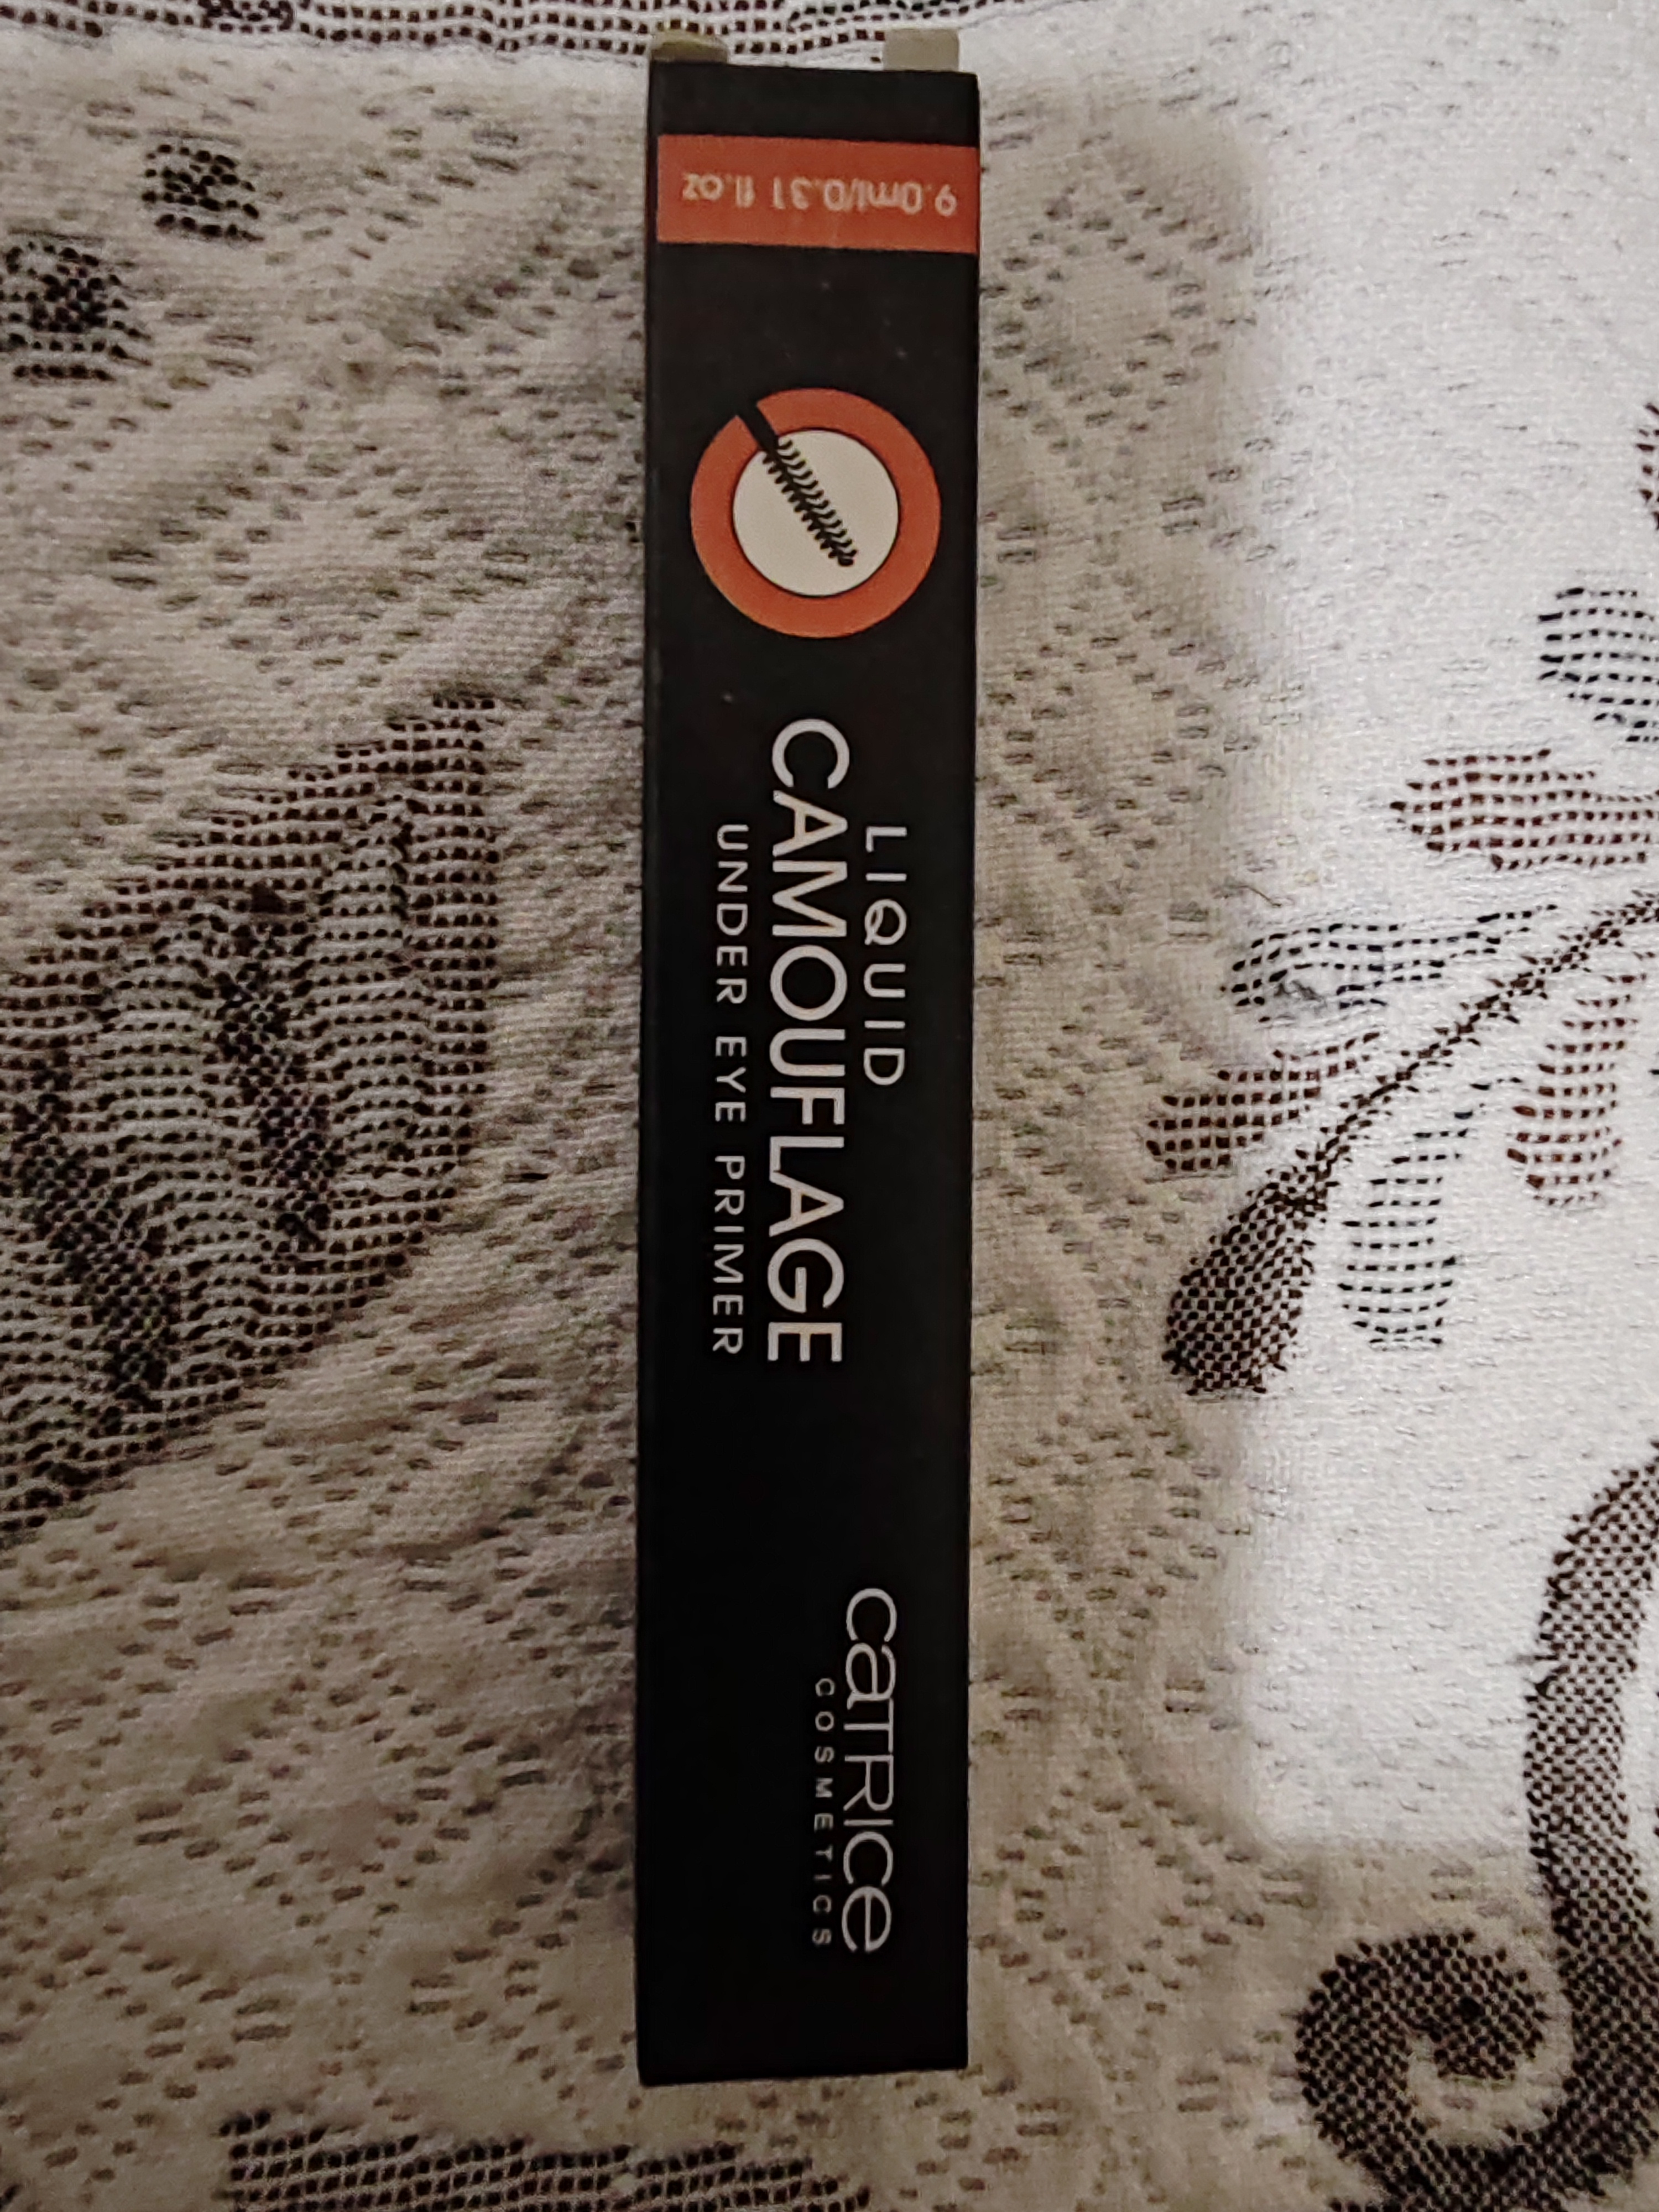 9.0ml/0.31 fl.oz
LIQUID
CAMOUFLAGE
UNDER EYE PRIMER
CATRICE
COSMETICS